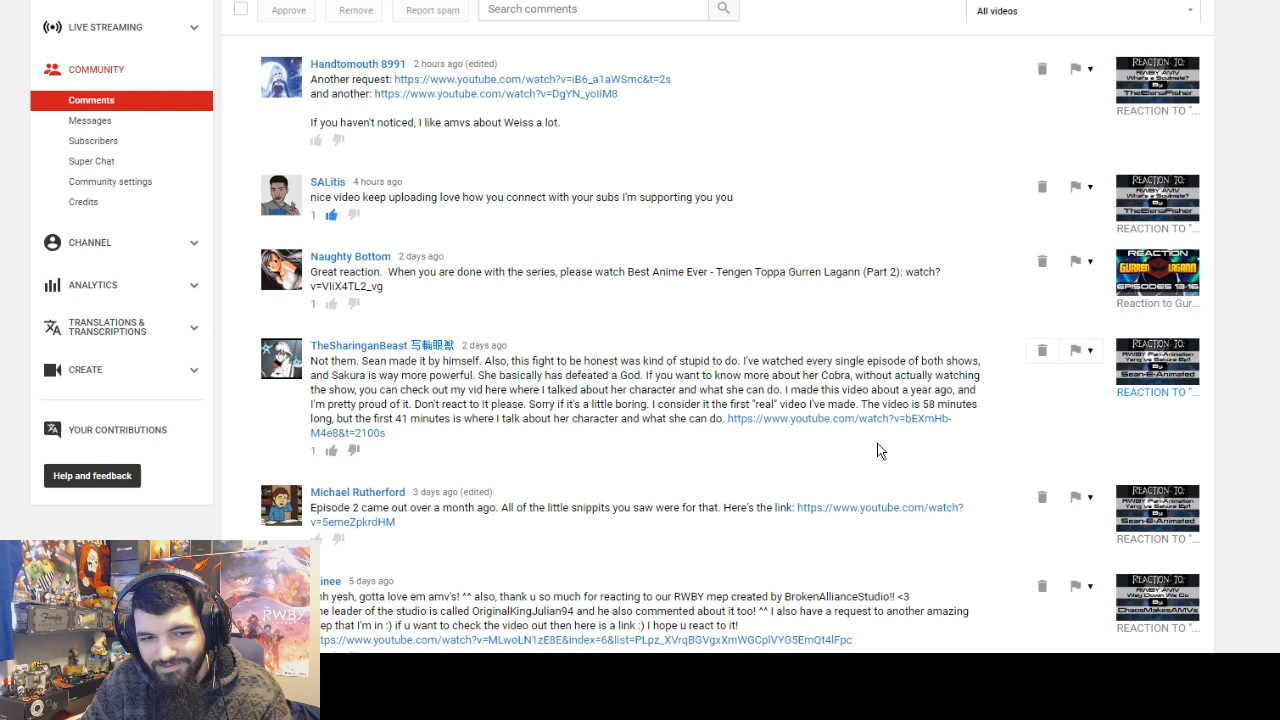 LIVE STREAMING
COMMUNITY
Comments
Messages
Subscribers
Super Chat
Community settings
Credits
CHANNEL
ANALYTICS
TRANSLATIONS &
TRANSCRIPTIONS
CREATE
YOUR CONTRIBUTIONS
Help and feedback
Approve
Remove
Report spam
Search comments
All videos
Handtomouth 8991 2 hours ago (edited)
Another request: https://www.youtube.com/watch?v=iB6_a1aWSmc&t=2s
and another: https://www.youtube.com/watch?v=DgYN_yoIiM8
If you haven't noticed, I like amvs about Weiss a lot.
REACTION TO:
RWBY AMV
What's a Soulmate?
By
TheElenaFisher
REACTION TO "...
SALitis 4 hours ago
nice video keep uploading love how you connect with your subs I'm supporting you you
1
REACTION TO:
RWBY AMV
What's a Soulmate?
By
TheElenaFisher
REACTION TO "...
Naughty Bottom 2 days ago
Great reaction. When you are done with the series, please watch Best Anime Ever - Tengen Toppa Gurren Lagann (Part 2): watch?
v=VIiX4TL2_vg
1
REACTION
GURREN
LAGANN
EPISODES 13-16
Reaction to Gur...
TheSharinganBeast 写輪眼獣 2 days ago
Not them. Sean made it by himself. Also, this fight to be honest was kind of stupid to do. I've watched every single episode of both shows,
and Sakura is way more powerful. She basically has defeated a God. If you want to know more about her Cobra, without actually watching
the show, you can check out my video I did here where I talked about her character and what she can do. I made this video about a year ago, and
I'm pretty proud of it. Don't react to it please. Sorry if it's a little boring. I consider it the first "real" video I've made. The video is 58 minutes
long, but the first 41 minutes is where I talk about her character and what she can do. https://www.youtube.com/watch?v=bEXmHb-
M4e8&t=2100s
1
REACTION TO:
RWBY Fan-Animation
Yang vs Sakura Ep1
By
Sean-E-Animated
REACTION TO "...
Michael Rutherford 3 days ago (edited)
Episode 2 came out over a month ago. All of the little snippits you saw were for that. Here's the link: https://www.youtube.com/watch?
v=5emeZpkrdHM
REACTION TO:
RWBY Fan-Animation
Yang vs Sakura Ep1
By
Sean-E-Animated
REACTION TO "...
inee 5 days ago
hh yesh, gotta love em amv's! ^^ also, thank u so much for reacting to our RWBY mep created by BrokenAllianceStudio!! <3
he leader of the studio is TheOriginalKingJulian94 and he also commented about it too! ^^ I also have a request to another amazing
ep that I'm in :) if u want to check the video out then here is a link :) I hope u react to it!
ttps://www.youtube.com/watch?v=MLwoLN1zE8E&index=6&list=PLpz_XVrqBGVgxXmWGCplVYG5EmQt4lFpc
REACTION TO:
RWBY AMV
Way Down We Go
By
ChaosMakesAMVs
REACTION TO "...
Firefly
RWBY